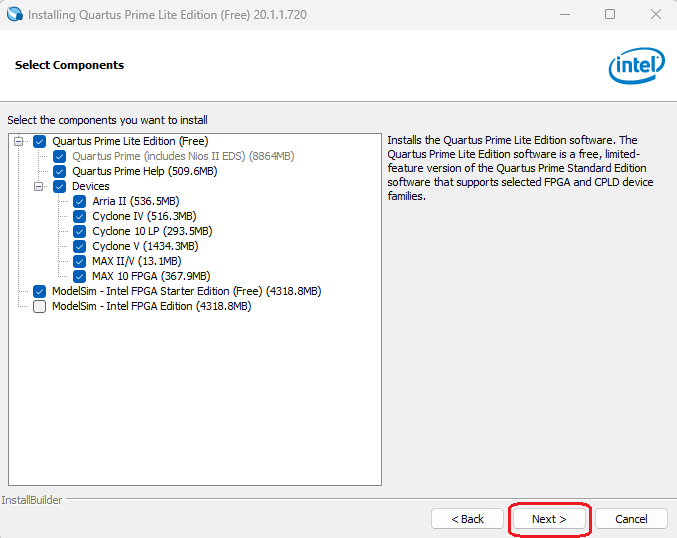 Installing Quartus Prime Lite Edition (Free) 20.1.1.720
Select Components
intel
Select the components you want to install
Quartus Prime Lite Edition (Free)
Quartus Prime (includes Nios II EDS) (8864MB)
Quartus Prime Help (509.6MB)
Devices
Arria II (536.5MB)
Cyclone IV (516.3MB)
Cyclone 10 LP (293.5MB)
Cyclone V (1434.3MB)
MAX II/V (13.1MB)
MAX 10 FPGA (367.9MB)
ModelSim - Intel FPGA Starter Edition (Free) (4318.8MB)
ModelSim - Intel FPGA Edition (4318.8MB)
Installs the Quartus Prime Lite Edition software. The
Quartus Prime Lite Edition software is a free, limited-
feature version of the Quartus Prime Standard Edition
software that supports selected FPGA and CPLD device
families.
InstallBuilder
< Back
Next >
Cancel